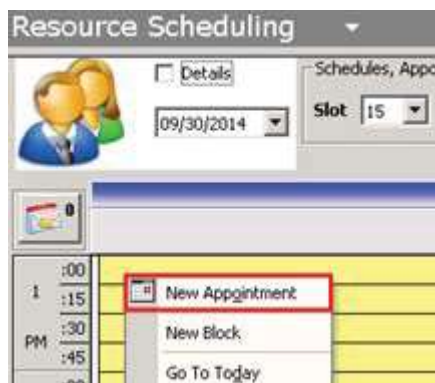 Resource Scheduling
Details
Schedules, Appo
09/30/2014
Slot 15
0
:00
1 :15
PM :30
:45
New Appointment
New Block
Go To Today